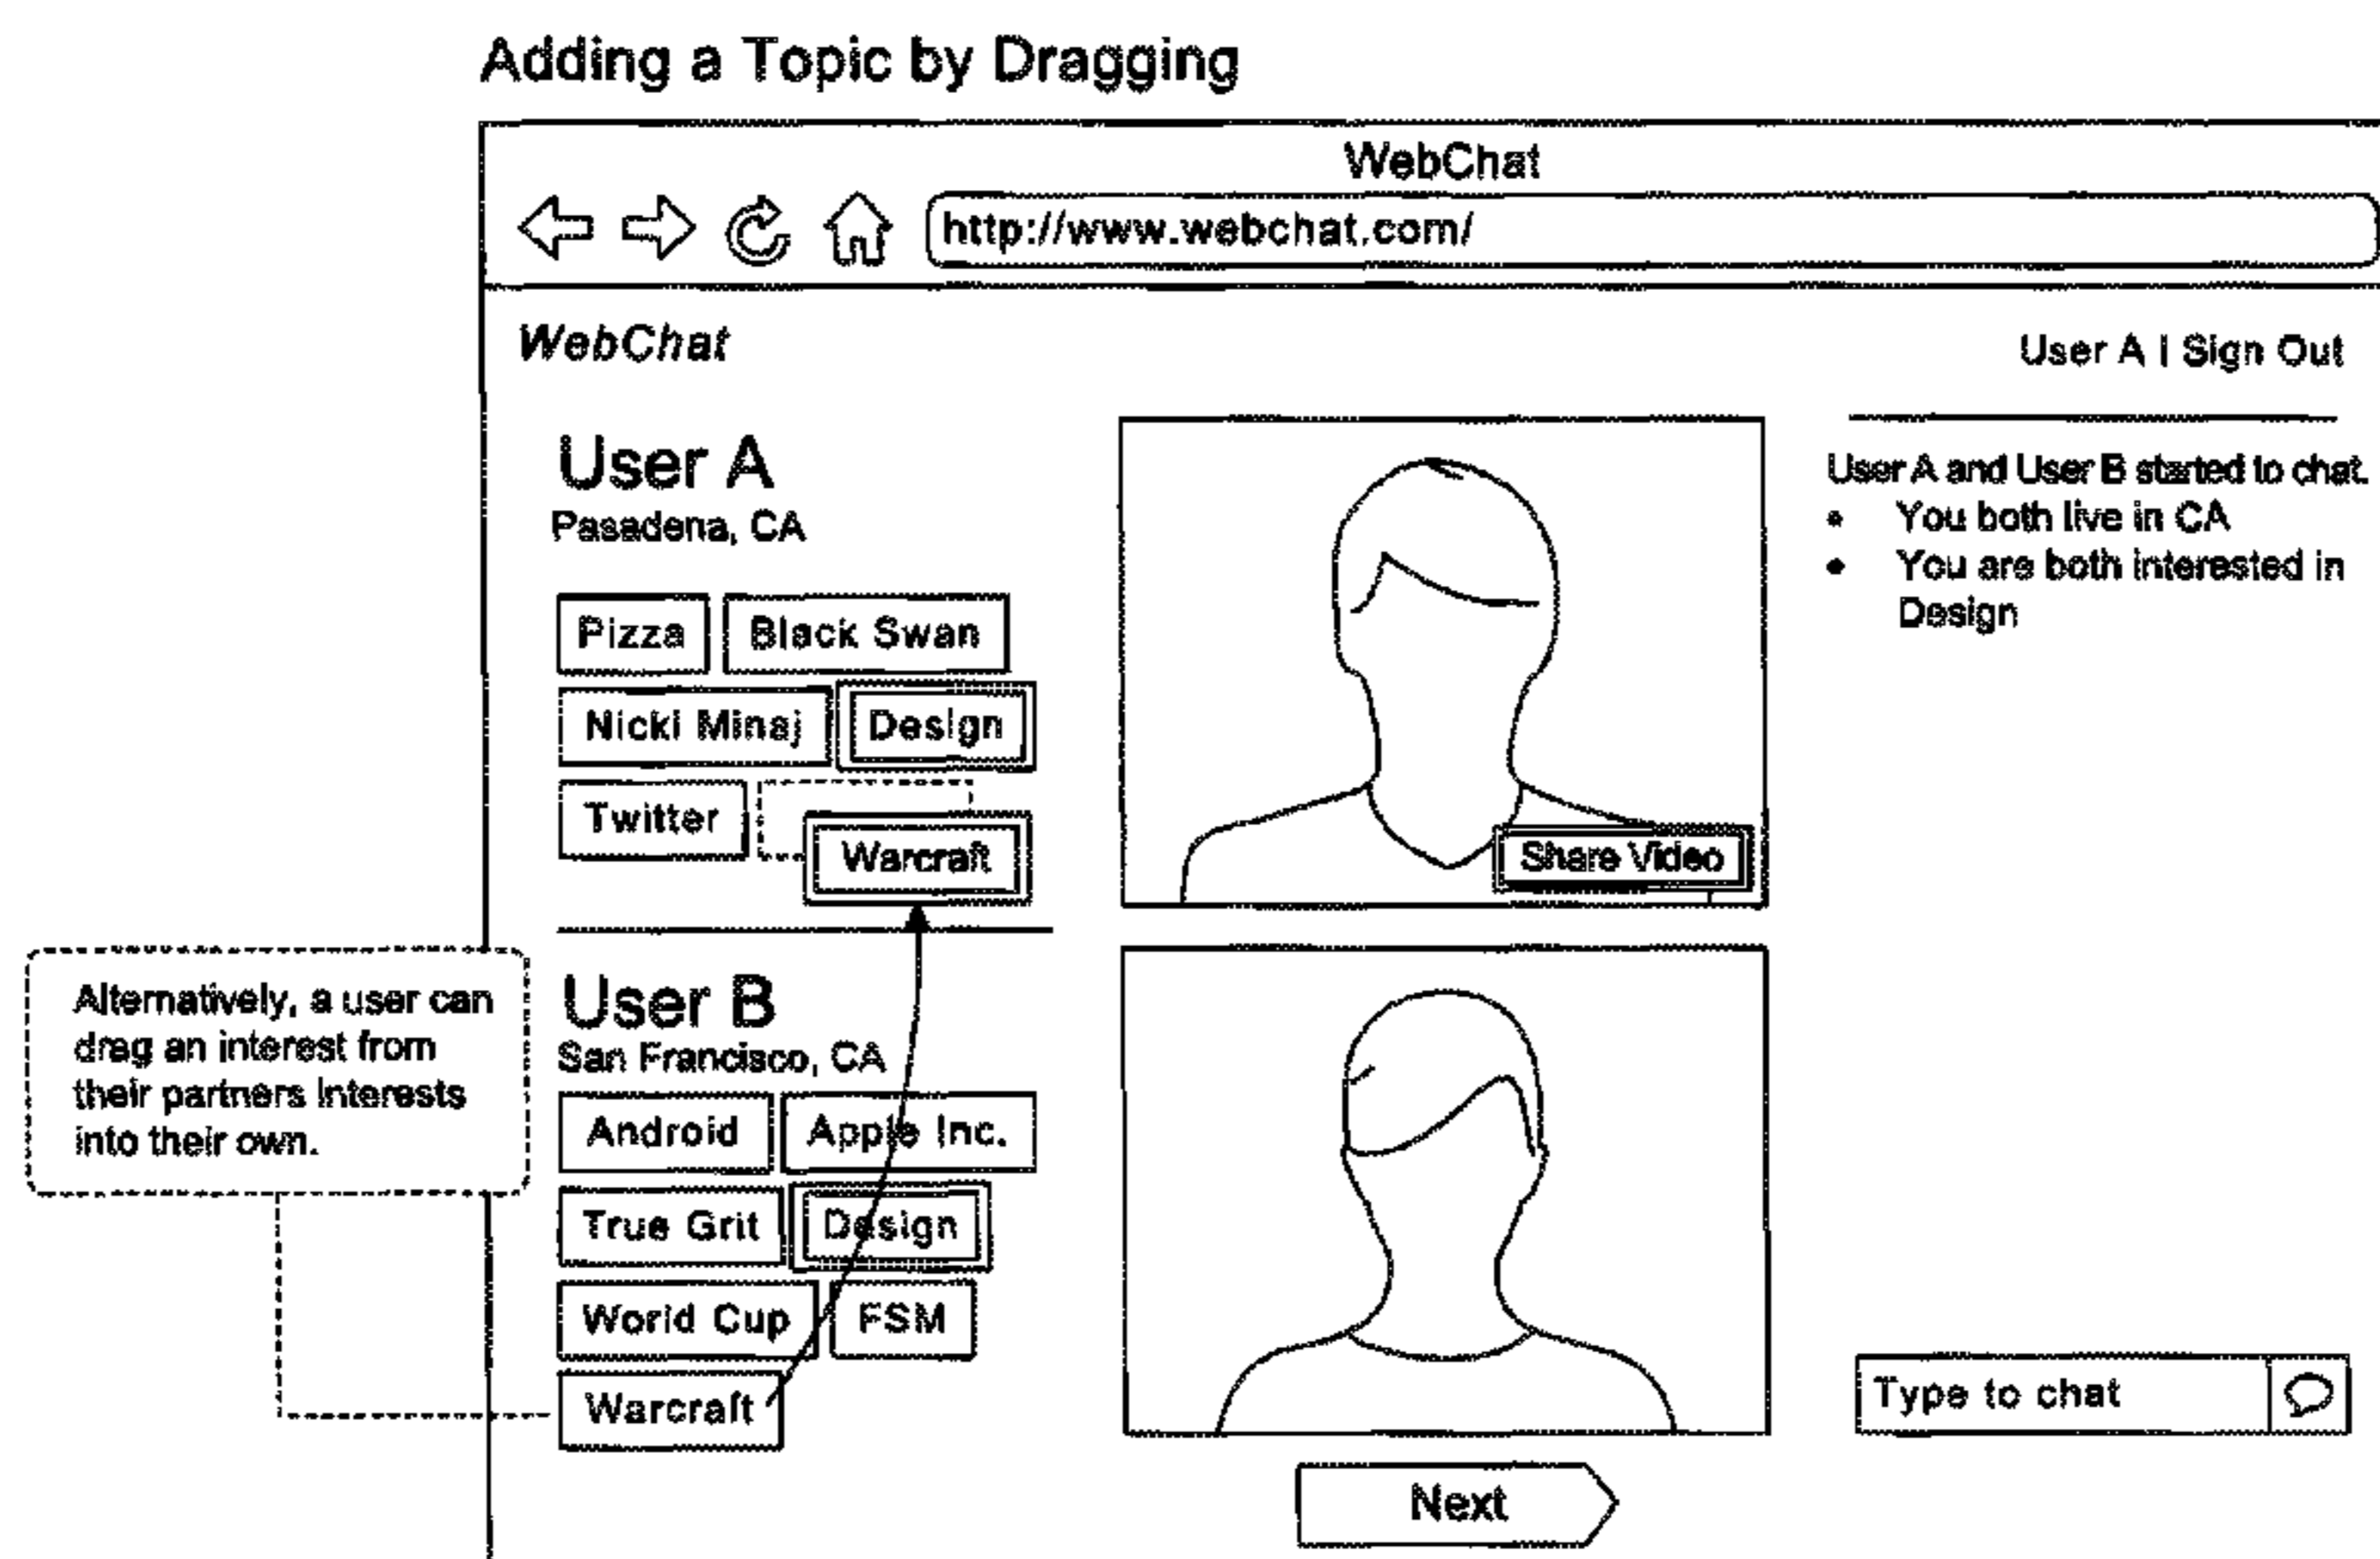 Adding a Topic by Dragging
WebChat
http://www.webchat.com/
WebChat
User A | Sign Out
User A
Pasadena, CA
Pizza
Black Swan
Nicki Minaj
Design
Twitter
Warcraft
Share Video
User A and User B started to chat.
• You both live in CA
• You are both interested in
Design
Alternatively, a user can
drag an interest from
their partners Interests
into their own.
User B
San Francisco, CA
Android
Apple Inc.
True Grit
Design
World Cup
FSM
Warcraft
Type to chat
Next